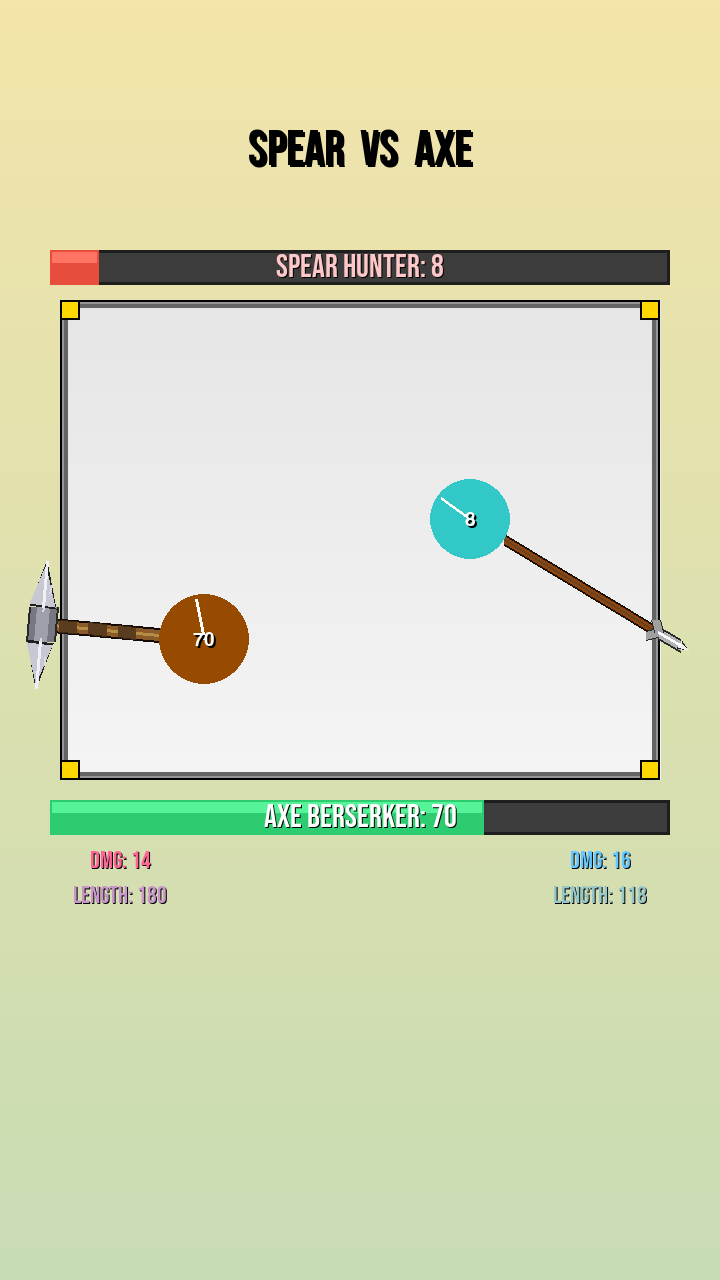 SPEAR VS AXE
SPEAR HUNTER: 8
8
70
AXE BERSERKER: 70
DMG: 14
DMG: 16
LENGTH: 180
LENGTH: 118